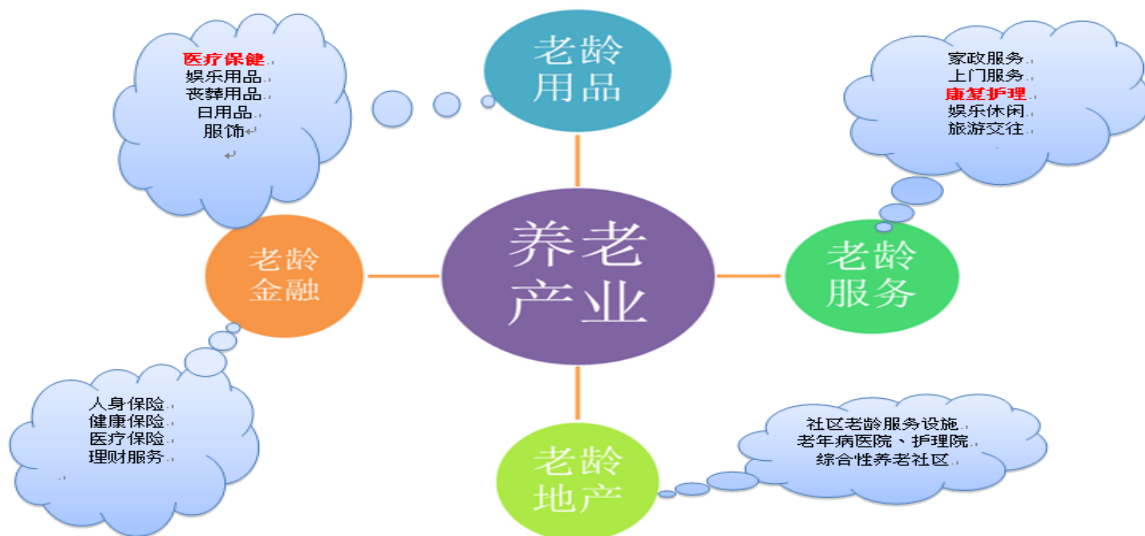 医疗保健
娱乐用品
丧葬用品
日用品
服饰
老龄
用品
家政服务
上门服务
康复护理
娱乐休闲
旅游交往
老龄
金融
养老
产业
老龄
服务
人身保险
健康保险
医疗保险
理财服务
老龄
地产
社区老龄服务设施
老年病医院、护理院
综合性养老社区